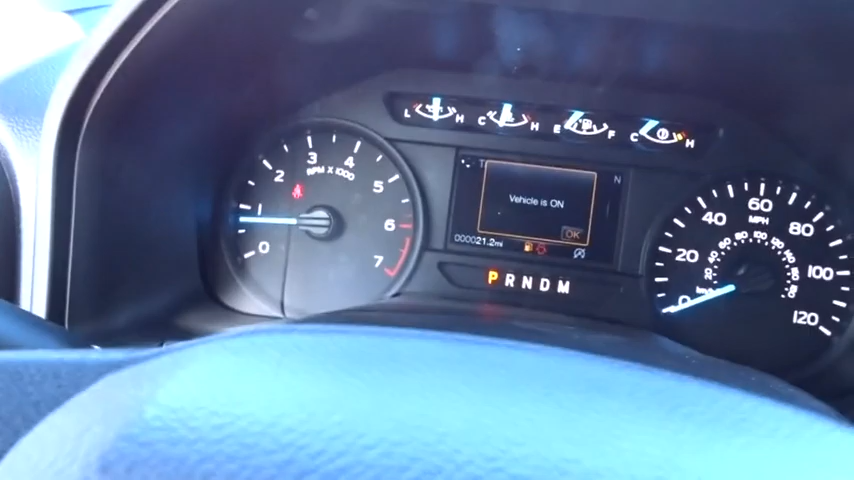 L H C H E F C H
0 1 2 3 4 5 6 7
RPM X 1000
T N
Vehicle is ON
OK
000021.2mi
P R N D M
0 20 40 60 80 100 120
MPH